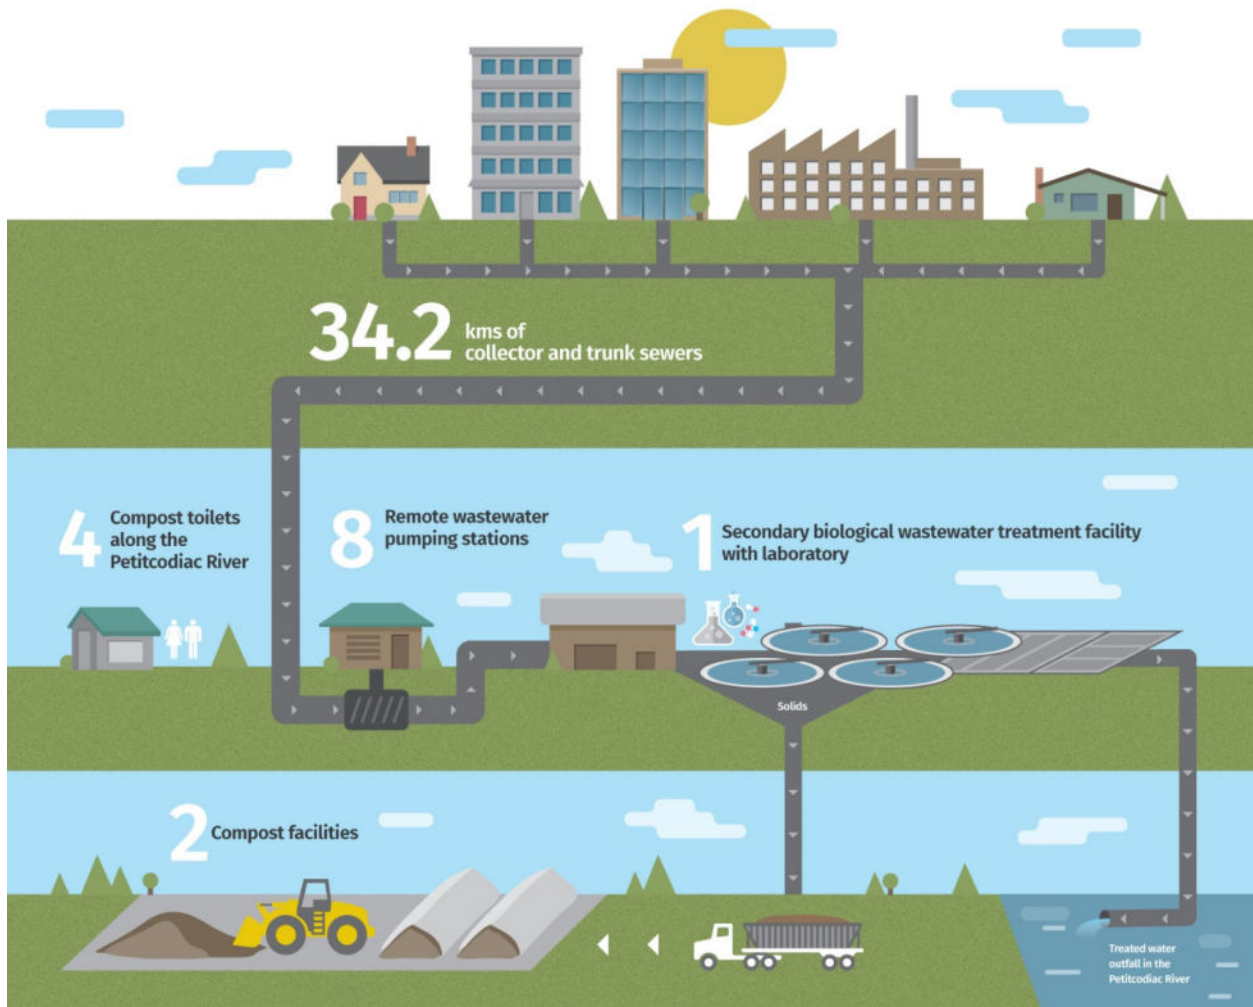 34.2
kms of
collector and trunk sewers
4
Compost toilets
along the
Petitcodiac River
8
Remote wastewater
pumping stations
1
Secondary biological wastewater treatment facility
with laboratory
Solids
2
Compost facilities
Treated water
outfall in the
Petitcodiac River